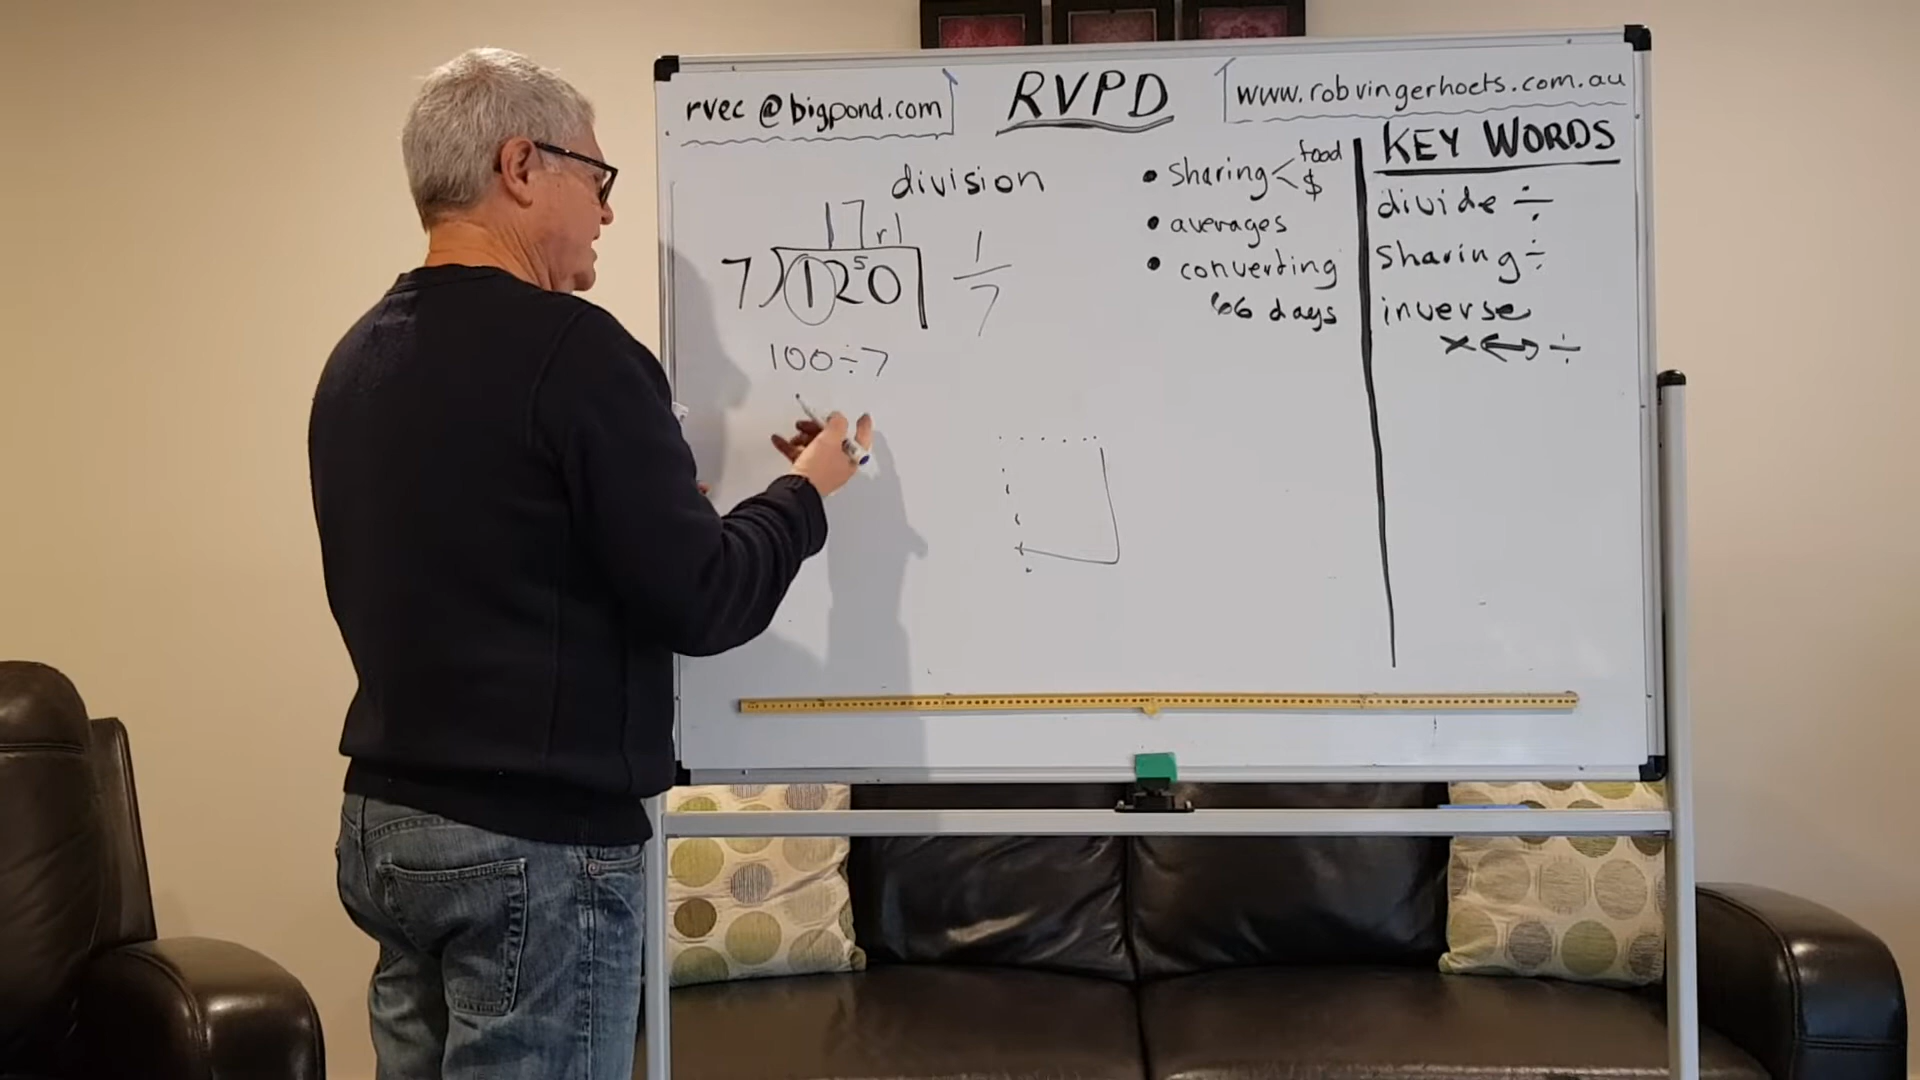 rvec @bigpond.com
RVPD
www.robvingerhoets.com.au
division
17 r1
7)120
5
1/7
100÷7
• Sharing < food
$
• averages
• converting
66 days
KEY WORDS
divide ÷
Sharing ÷
inverse
×↔÷